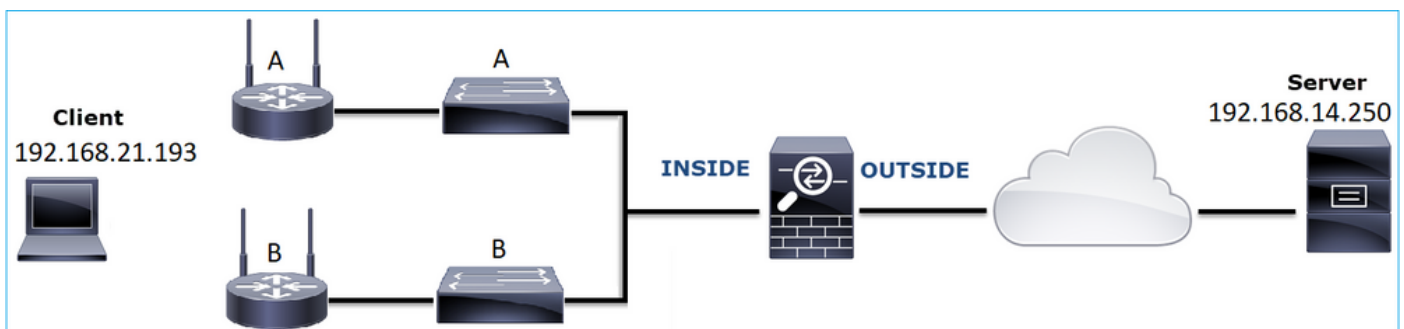 Client
192.168.21.193
A
A
B
B
INSIDE
OUTSIDE
Server
192.168.14.250